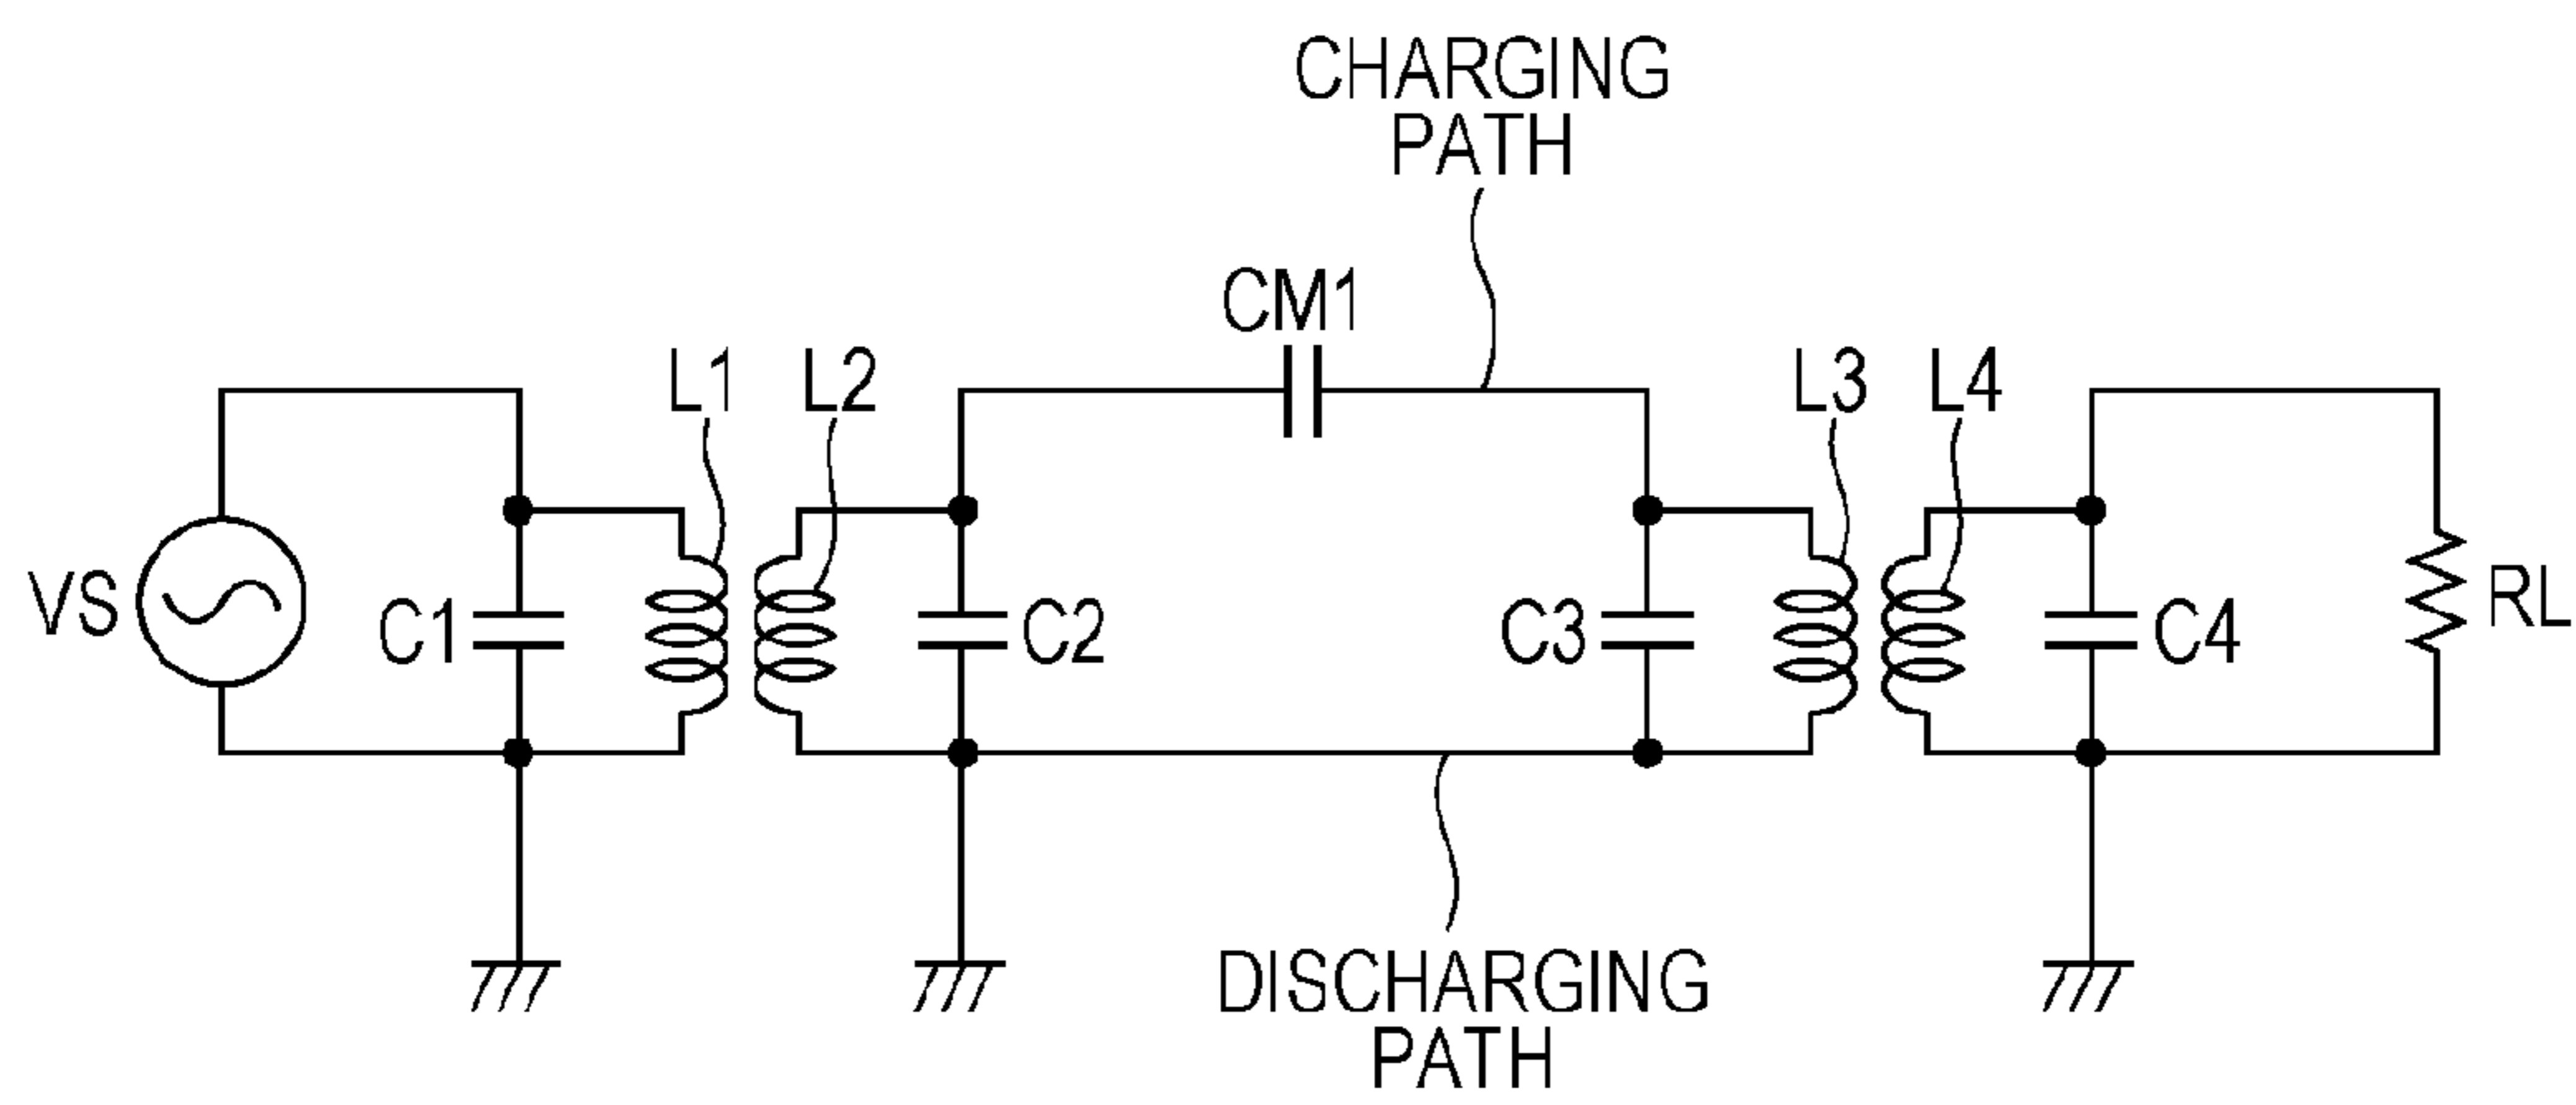 CHARGING
PATH
CM1
L1
L2
L3
L4
VS
C1
C2
C3
C4
RL
DISCHARGING
PATH